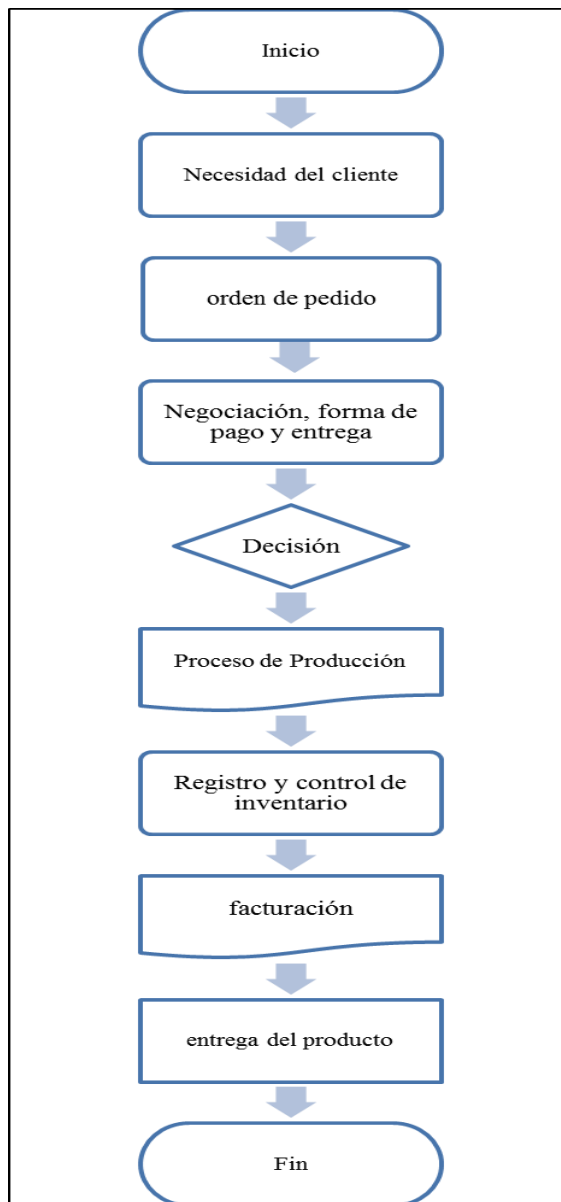 Inicio
Necesidad del cliente
orden de pedido
Negociación, forma de
pago y entrega
Decisión
Proceso de Producción
Registro y control de
inventario
facturación
entrega del producto
Fin